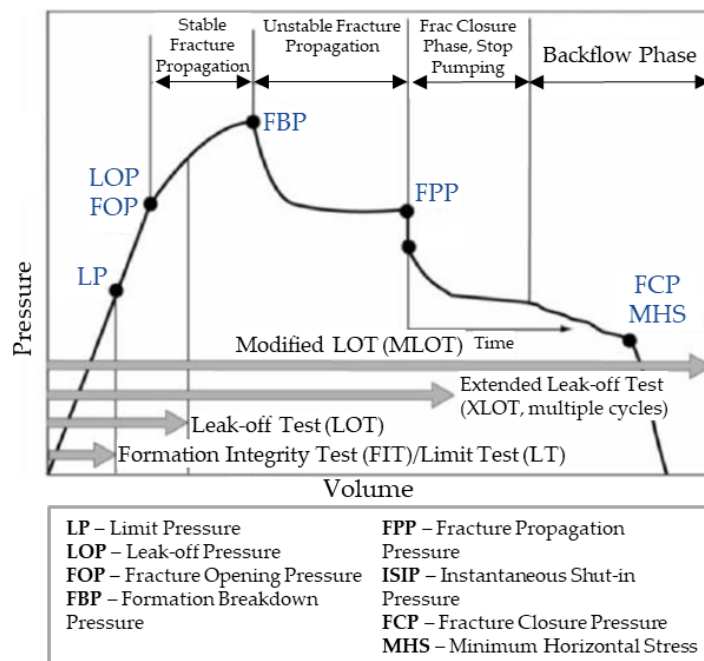 Stable
Fracture
Propagation
Unstable Fracture
Propagation
Frac Closure
Phase, Stop
Pumping
Backflow Phase
FBP
LOP
FOP
FPP
LP
FCP
MHS
Pressure
Time
Modified LOT (MLOT)
Extended Leak-off Test
(XLOT, multiple cycles)
Leak-off Test (LOT)
Formation Integrity Test (FIT)/Limit Test (LT)
Volume
LP – Limit Pressure
LOP – Leak-off Pressure
FOP – Fracture Opening Pressure
FBP – Formation Breakdown
Pressure
FPP – Fracture Propagation
Pressure
ISIP – Instantaneous Shut-in
Pressure
FCP – Fracture Closure Pressure
MHS – Minimum Horizontal Stress